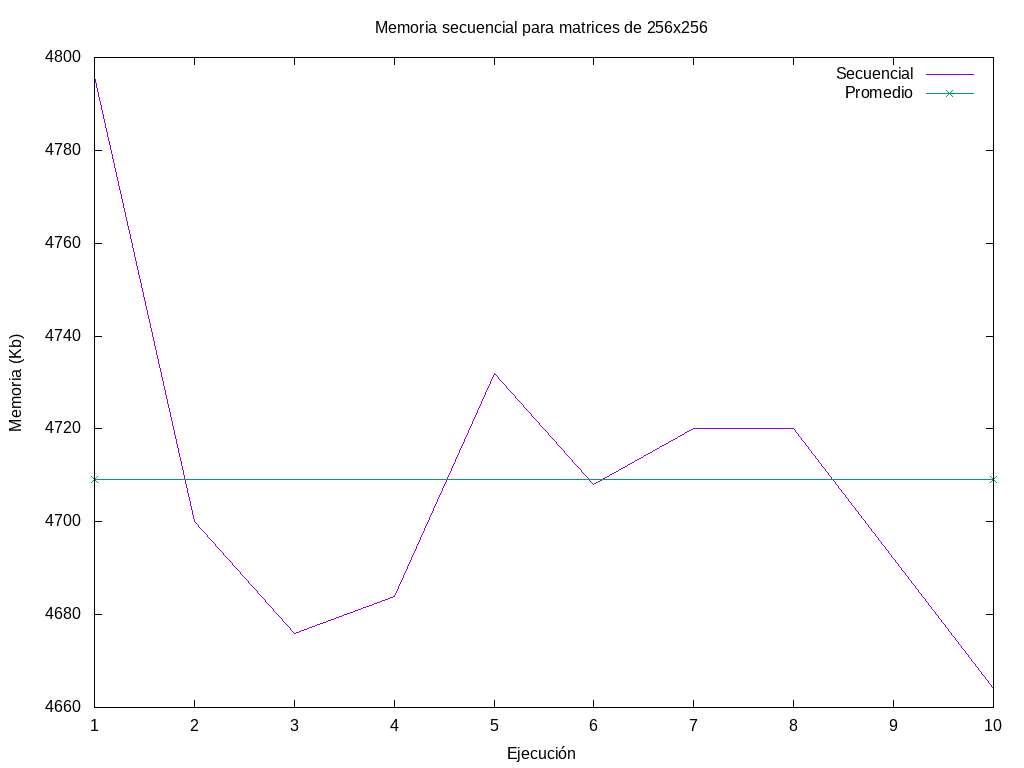 Memoria secuencial para matrices de 256x256
Secuencial
Promedio
4800
4780
4760
4740
4720
4700
4680
4660
Memoria (Kb)
1 2 3 4 5 6 7 8 9 10
Ejecución